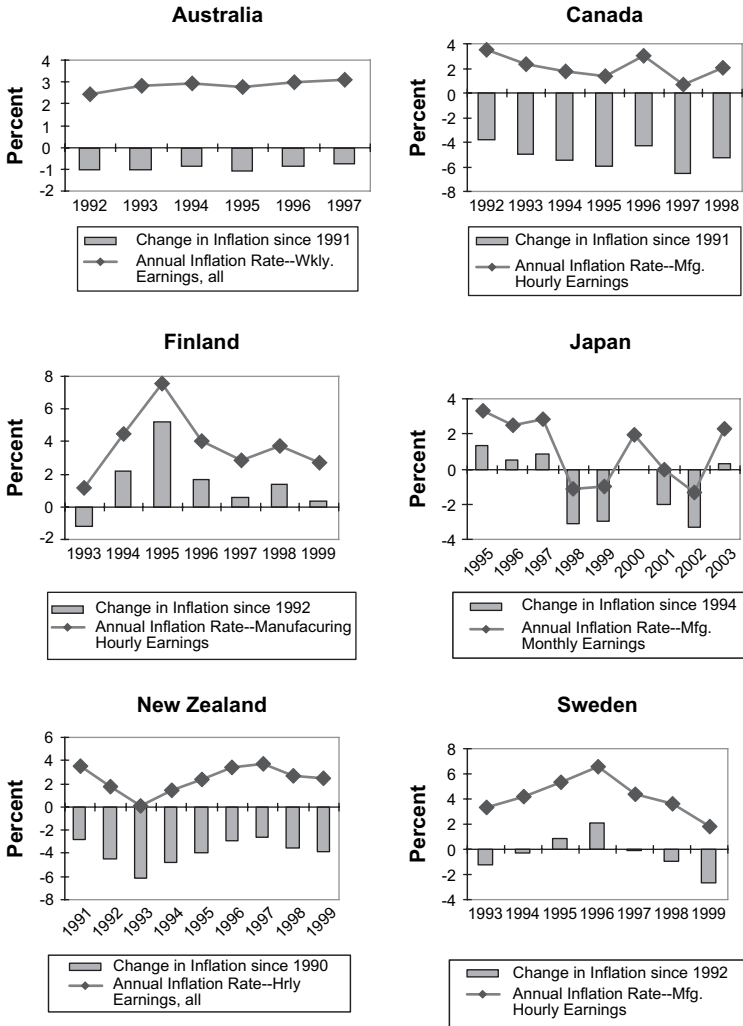 Australia
Percent
4
3
2
1
0
-1
-2
1992 1993 1994 1995 1996 1997
Change in Inflation since 1991
Annual Inflation Rate--Wkly.
Earnings, all
Canada
Percent
4
2
0
-2
-4
-6
-8
1992 1993 1994 1995 1996 1997 1998
Change in Inflation since 1991
Annual Inflation Rate--Mfg.
Hourly Earnings
Finland
Percent
8
6
4
2
0
-2
1993 1994 1995 1996 1997 1998 1999
Change in Inflation since 1992
Annual Inflation Rate--Manufacuring
Hourly Earnings
Japan
Percent
4
2
0
-2
-4
1995 1996 1997 1998 1999 2000 2001 2002 2003
Change in Inflation since 1994
Annual Inflation Rate--Mfg.
Monthly Earnings
New Zealand
Percent
6
4
2
0
-2
-4
-6
-8
1991 1992 1993 1994 1995 1996 1997 1998 1999
Change in Inflation since 1990
Annual Inflation Rate--Hrly
Earnings, all
Sweden
Percent
8
6
4
2
0
-2
-4
1993 1994 1995 1996 1997 1998 1999
Change in Inflation since 1992
Annual Inflation Rate--Mfg.
Hourly Earnings